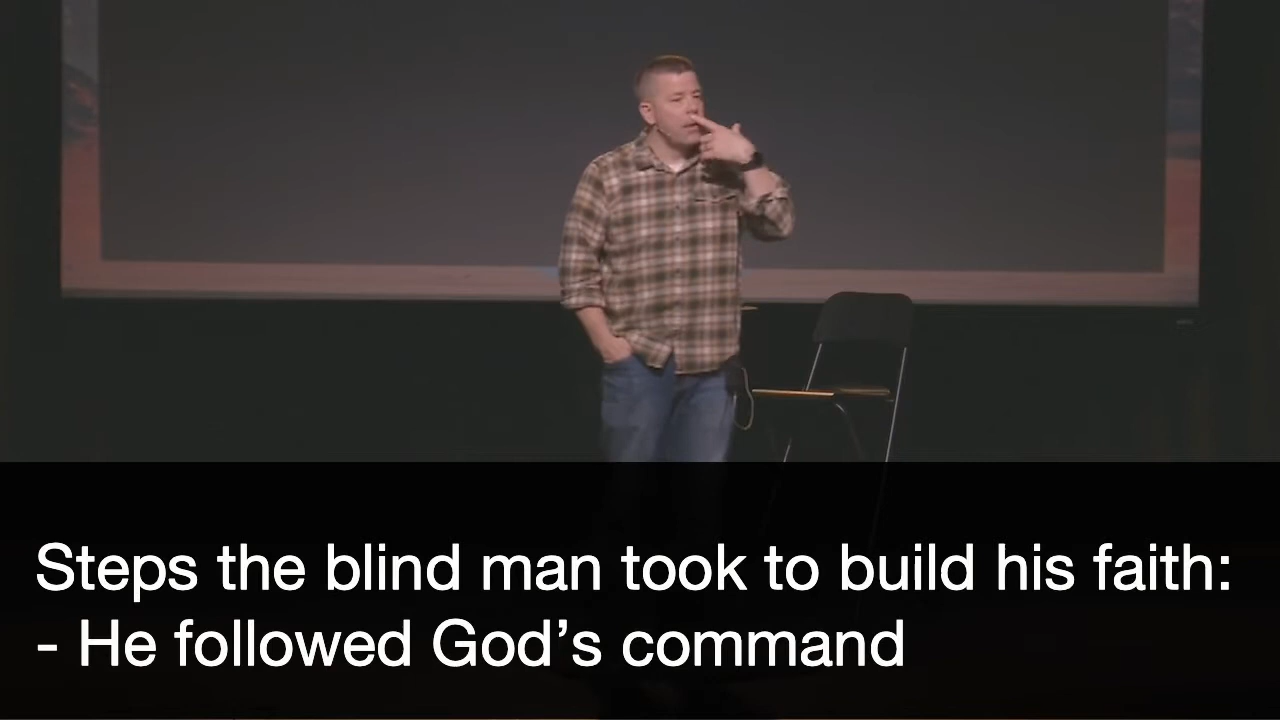 Steps the blind man took to build his faith:
- He followed God’s command